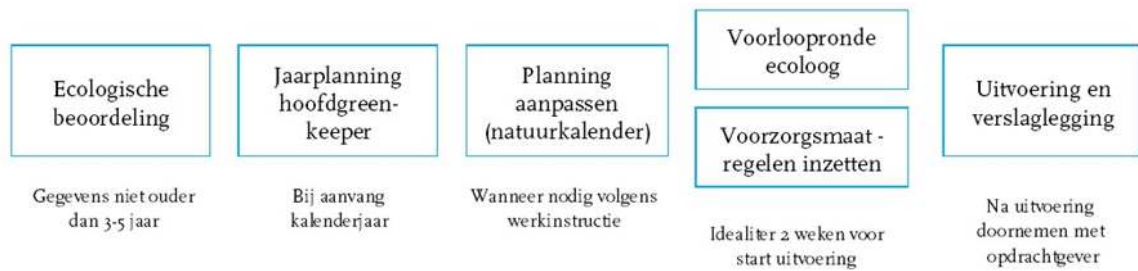 Ecologische
beoordeling
Gegevens niet ouder
dan 3-5 jaar
Jaarplanning
hoofdgreen-
keeper
Bij aanvang
kalenderjaar
Planning
aanpassen
(natuurkalender)
Wanneer nodig volgens
werkinstructie
Voorloopronde
ecoloog
Voorzorgsmaat -
regelen inzetten
Idealiter 2 weken voor
start uitvoering
Uitvoering en
verslaglegging
Na uitvoering
doornemen met
opdrachtgever